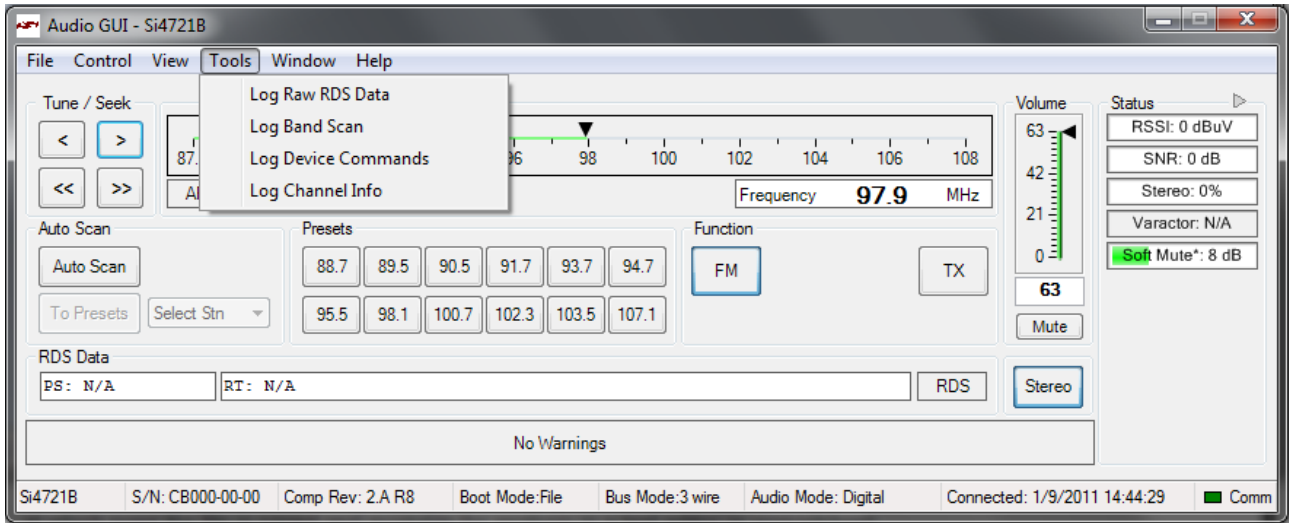 Audio GUI - Si4721B
File Control View Tools Window Help
Log Raw RDS Data
Log Band Scan
Log Device Commands
Log Channel Info
Tune / Seek
< >
<< >>
87. 96 98 100 102 104 106 108
Frequency 97.9 MHz
Volume
63
42
21
0
63
Mute
Status
RSSI: 0 dBuV
SNR: 0 dB
Stereo: 0%
Varactor: N/A
Soft Mute*: 8 dB
Auto Scan
Auto Scan
To Presets Select Stn
Presets
88.7 89.5 90.5 91.7 93.7 94.7
95.5 98.1 100.7 102.3 103.5 107.1
Function
FM TX
RDS Data
PS: N/A RT: N/A RDS
Stereo
No Warnings
Si4721B S/N: CB000-00-00 Comp Rev: 2.A R8 Boot Mode:File Bus Mode:3 wire Audio Mode: Digital Connected: 1/9/2011 14:44:29 Comm